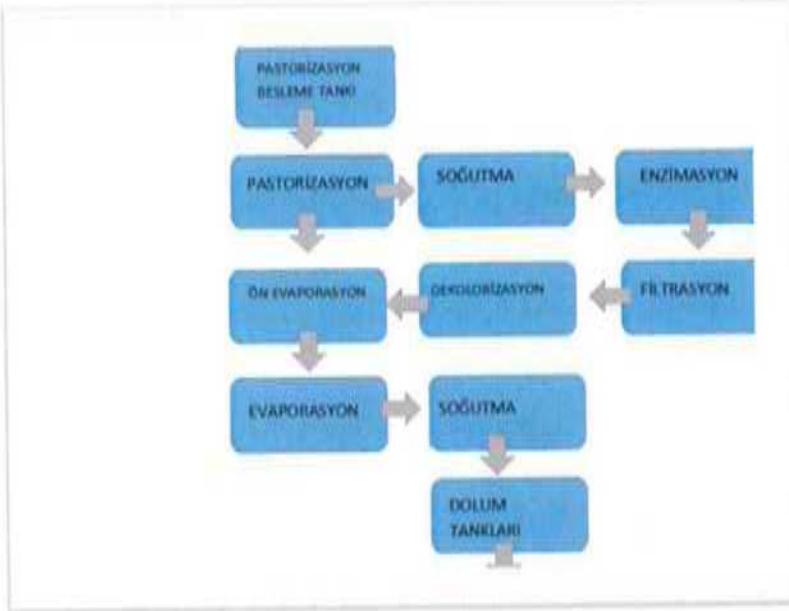 PASTORİZASYON
BESLEME TANKI
PASTORİZASYON
SOĞUTMA
ENZİMASYON
ÖN EVAPORASYON
DEKOLORİZASYON
FİLTRASYON
EVAPORASYON
SOĞUTMA
DOLUM
TANKLARI